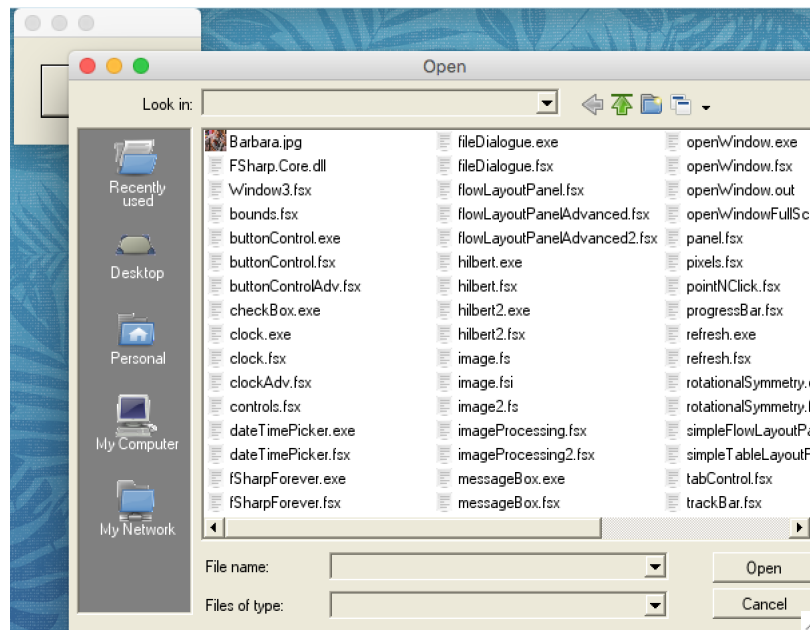 Open
Look in:
Recently
used
Desktop
Personal
My Computer
My Network
Barbara.jpg
FSharp.Core.dll
Window3.fsx
bounds.fsx
buttonControl.exe
buttonControl.fsx
buttonControlAdv.fsx
checkBox.exe
clock.exe
clock.fsx
clockAdv.fsx
controls.fsx
dateTimePicker.exe
dateTimePicker.fsx
fSharpForever.exe
fSharpForever.fsx
fileDialogue.exe
fileDialogue.fsx
flowLayoutPanel.fsx
flowLayoutPanelAdvanced.fsx
flowLayoutPanelAdvanced2.fsx
hilbert.exe
hilbert.fsx
hilbert2.exe
hilbert2.fsx
image.fs
image.fsi
image2.fs
imageProcessing.fsx
imageProcessing2.fsx
messageBox.exe
messageBox.fsx
openWindow.exe
openWindow.fsx
openWindow.out
openWindowFullSc
panel.fsx
pixels.fsx
pointNClick.fsx
progressBar.fsx
refresh.exe
refresh.fsx
rotationalSymmetry.
rotationalSymmetry.
simpleFlowLayoutPa
simpleTableLayoutP
tabControl.fsx
trackBar.fsx
File name:
Open
Files of type:
Cancel